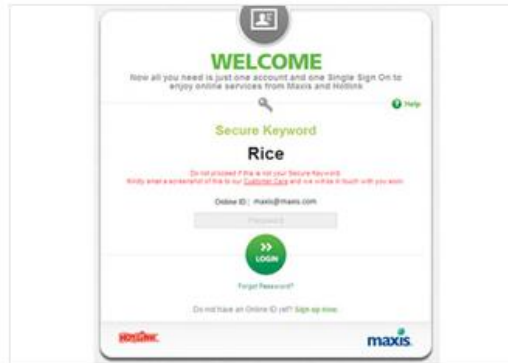 WELCOME
Now all you need is just one account and one Single Sign On to
enjoy online services from Maxis and Hotlink
Help
Secure Keyword
Rice
Do not proceed if this is not your Secure Keyword.
Kindly email a screenshot of this to our Customer Care and we will be in touch with you soon.
Online ID : maxis@maxis.com
Password
LOGIN
Forgot Password?
Do not have an Online ID yet? Sign up now.
HOTLINK
maxis